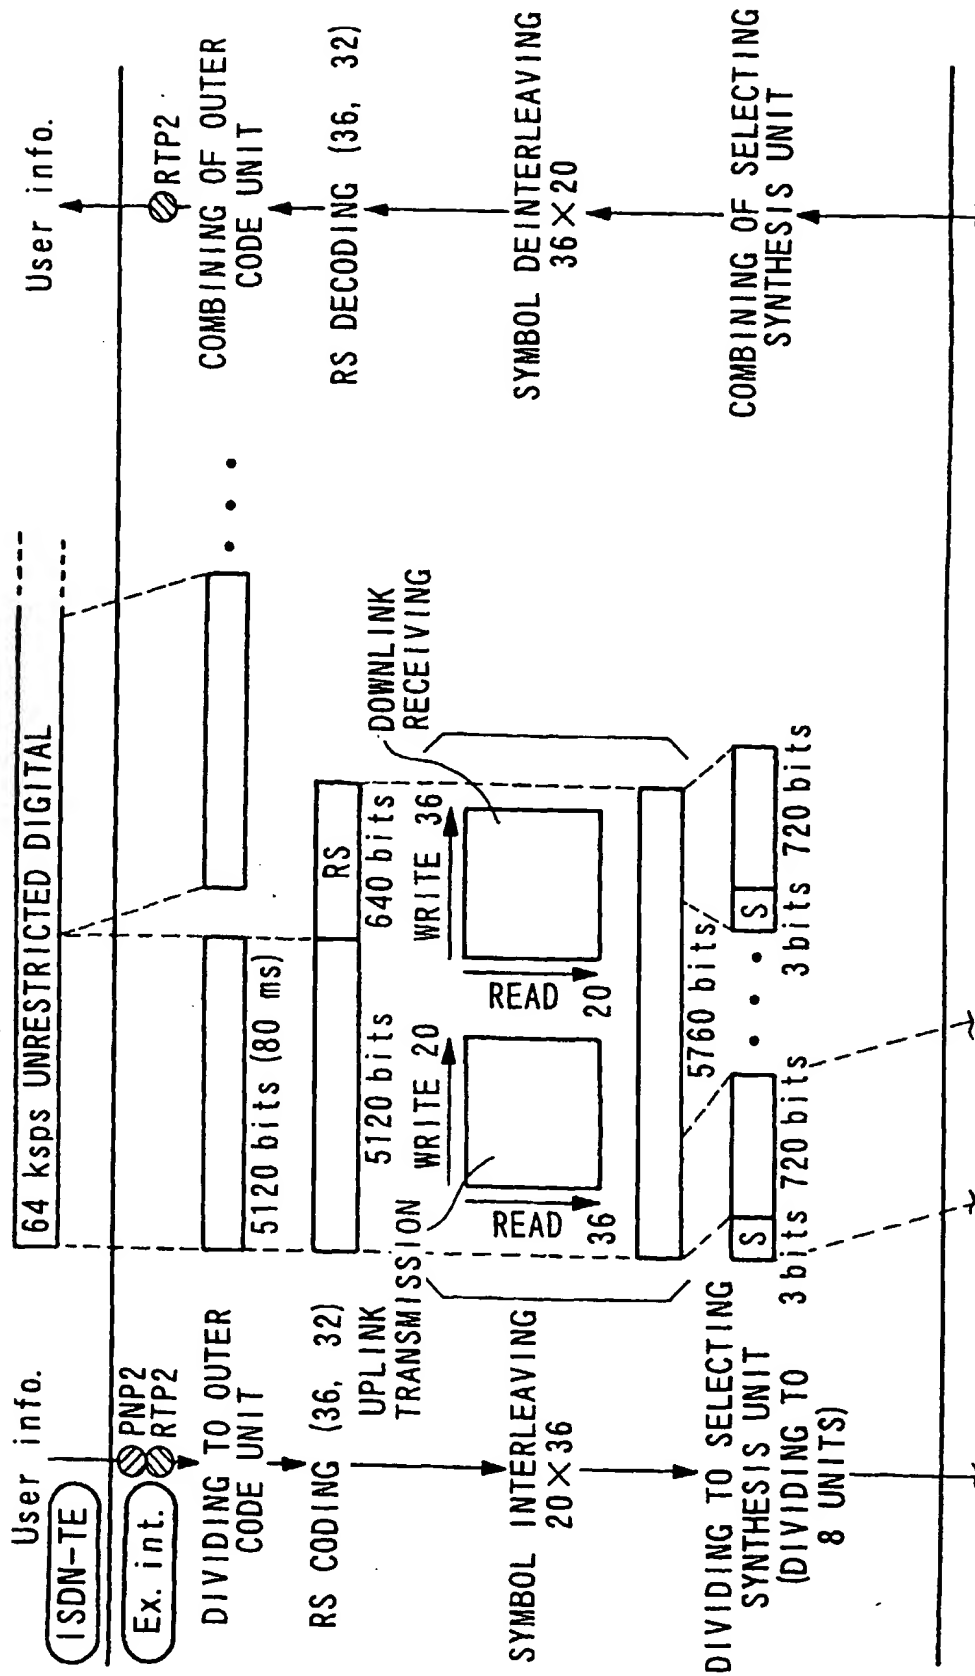 User info.
ISDN-TE
64 ksps UNRESTRICTED DIGITAL
User info.
Ex. int.
PNP2
RTP2
RTP2
DIVIDING TO OUTER
CODE UNIT
5120 bits (80 ms)
COMBINING OF OUTER
CODE UNIT
RS CODING (36, 32)
RS
5120 bits
640 bits
RS DECODING (36, 32)
UPLINK
TRANSMISSION
WRITE 20
READ
36
WRITE 36
READ
20
DOWNLINK
RECEIVING
SYMBOL INTERLEAVING
20×36
SYMBOL DEINTERLEAVING
36×20
5760 bits
DIVIDING TO SELECTING
SYNTHESIS UNIT
(DIVIDING TO
8 UNITS)
S
3 bits 720 bits
S
3 bits 720 bits
COMBINING OF SELECTING
SYNTHESIS UNIT